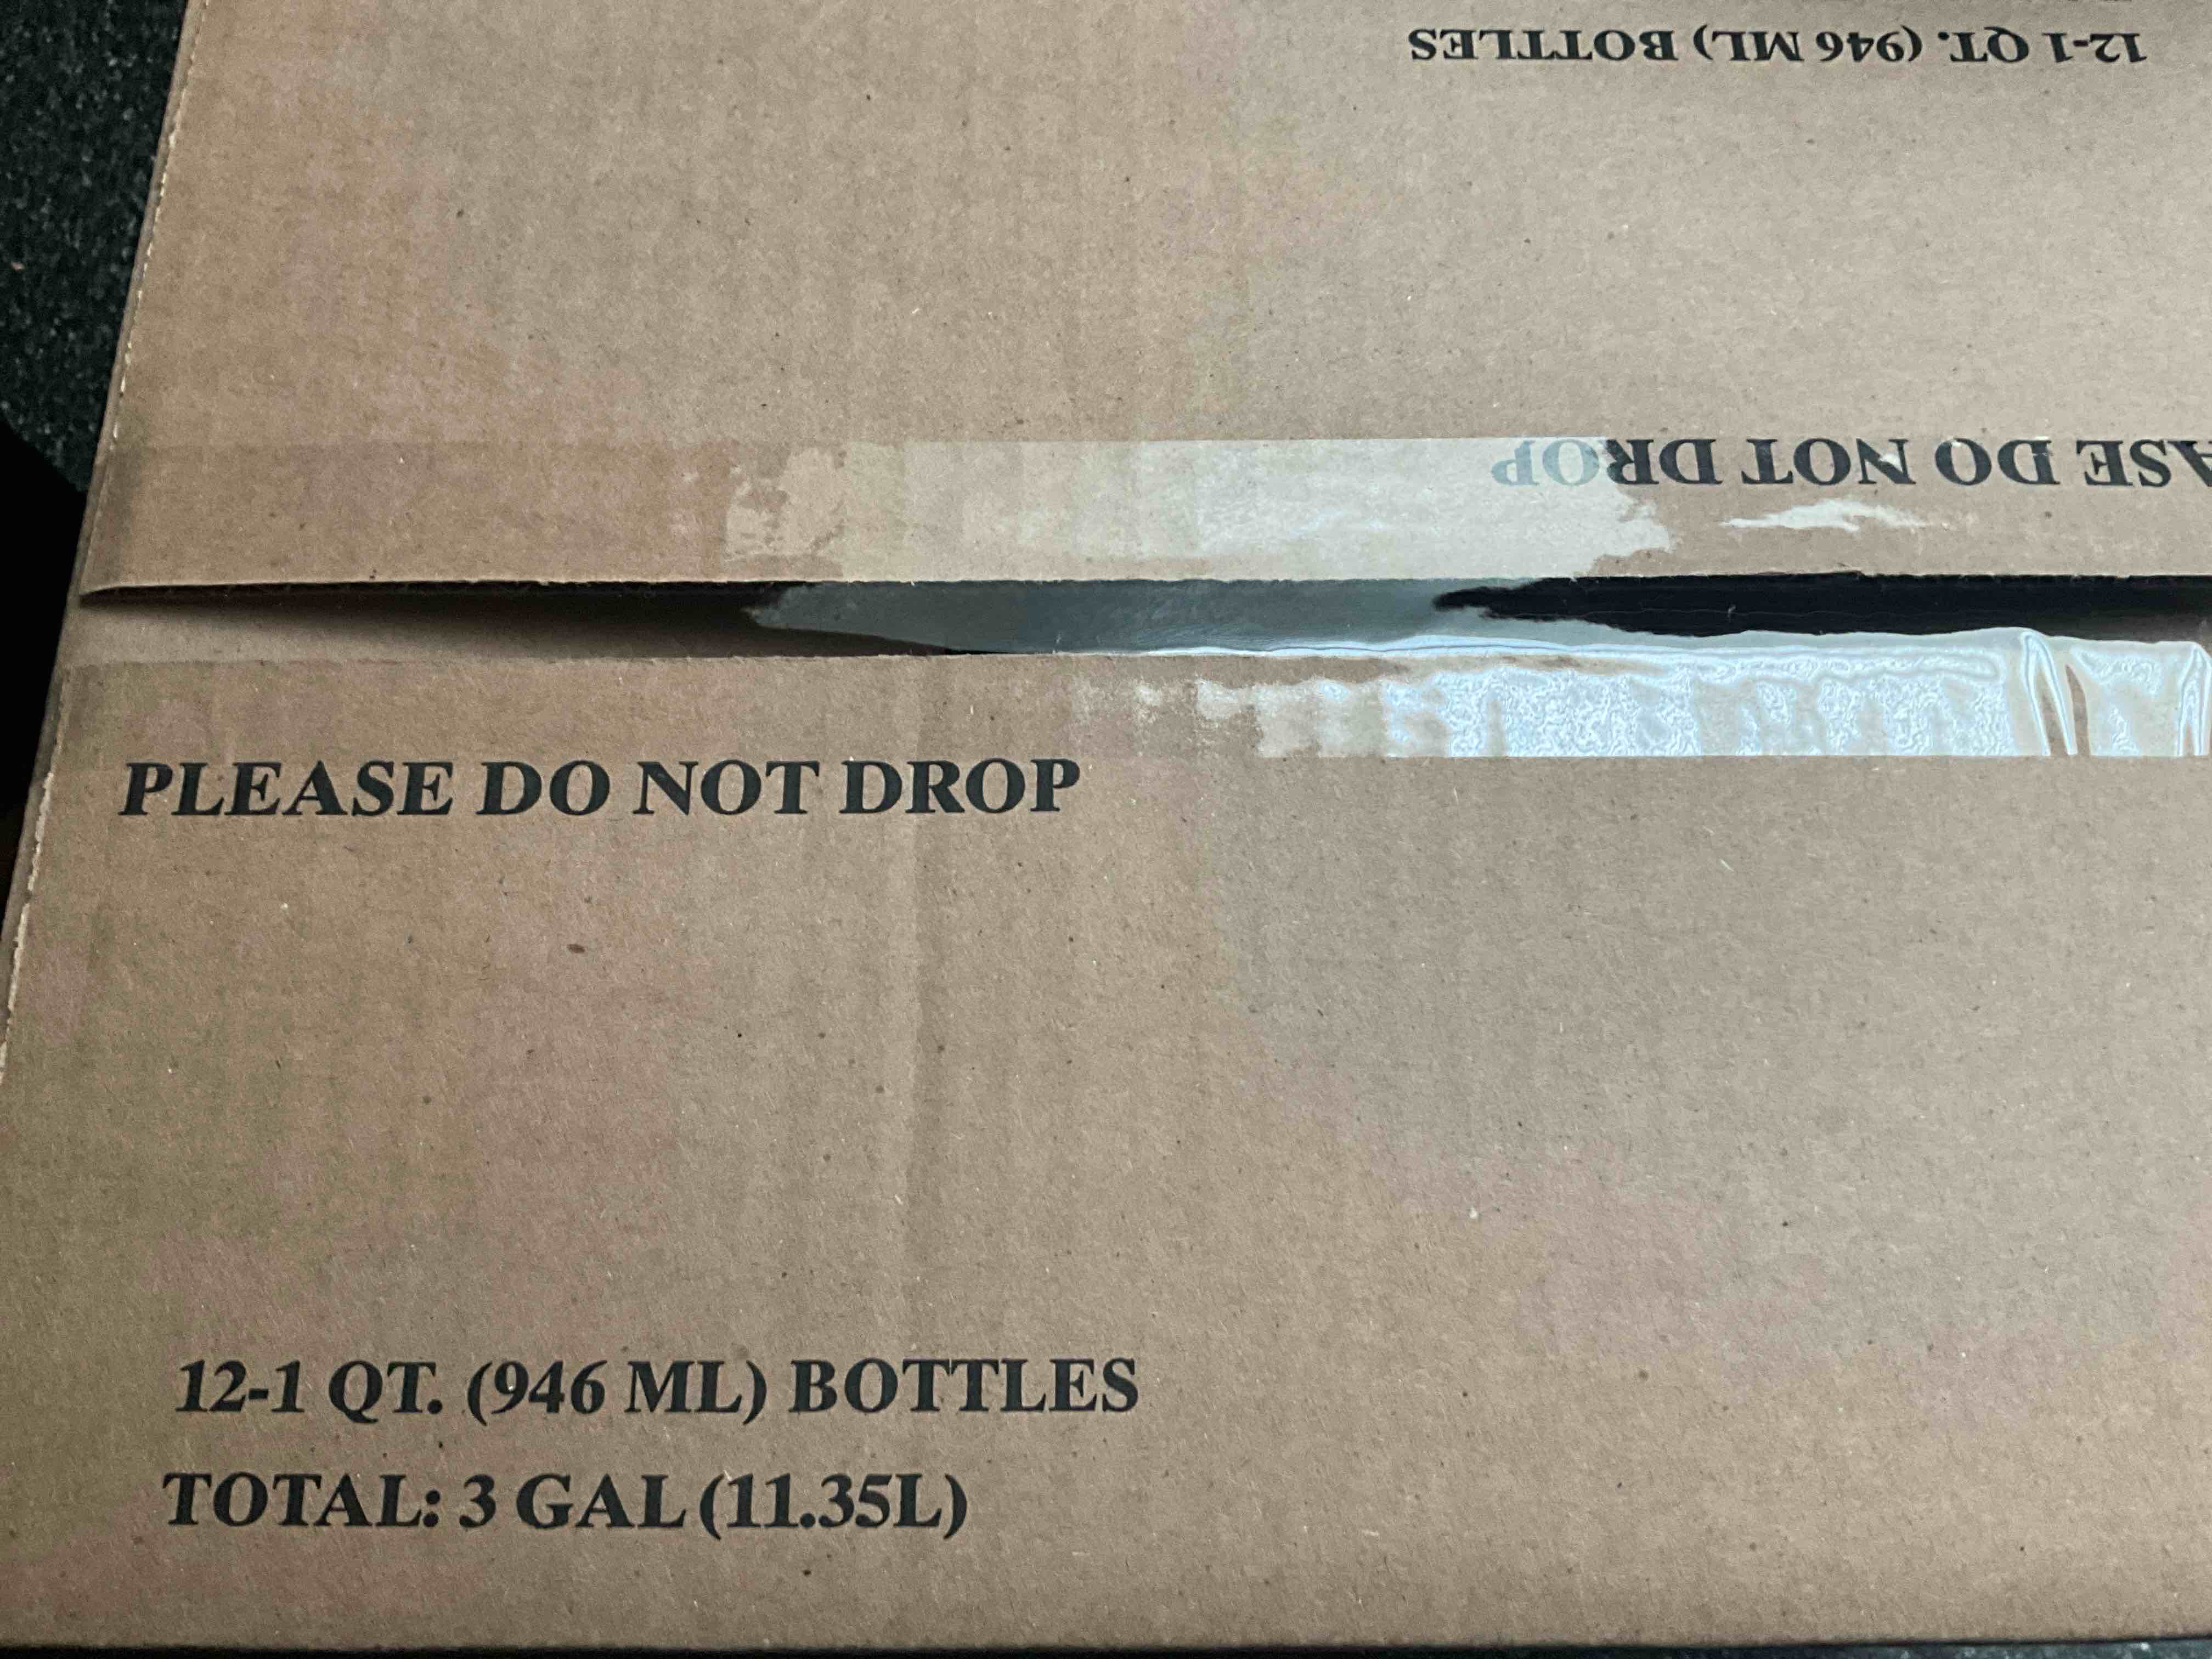 12-1 QT. (946 ML) BOTTLES
DO NOT DROP
PLEASE DO NOT DROP
12-1 QT. (946 ML) BOTTLES
TOTAL: 3 GAL (11.35L)